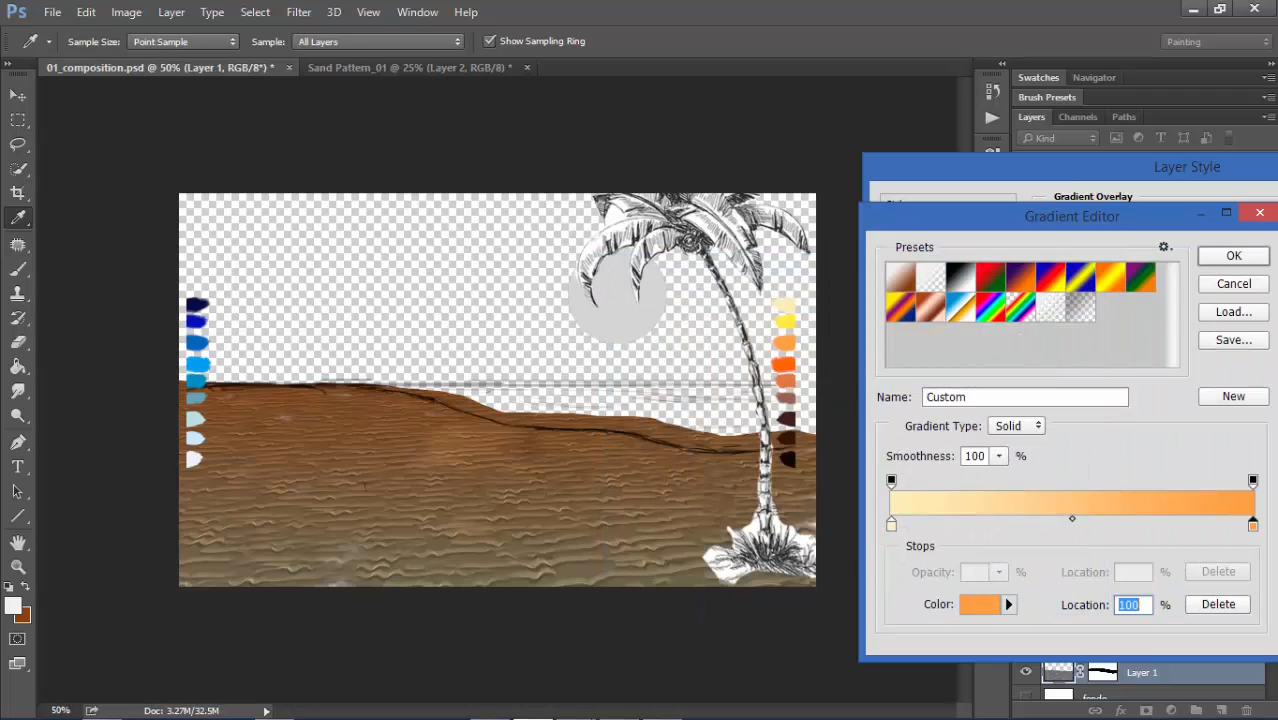 Ps File Edit Image Layer Type Select Filter 3D View Window Help
Sample Size: Point Sample Sample: All Layers Show Sampling Ring Painting
01_composition.psd @ 50% (Layer 1, RGB/8*) * × Sand Pattern_01 @ 25% (Layer 2, RGB/8) * ×
Swatches Navigator
Brush Presets
Layers Channels Paths
Kind
Layer Style
Gradient Overlay
Gradient Editor
Presets
OK
Cancel
Load...
Save...
Name: Custom New
Gradient Type: Solid
Smoothness: 100 %
Stops
Opacity: % Location: % Delete
Color: Location: 100 % Delete
Layer 1
fondo
50% Doc: 3.27M/32.5M